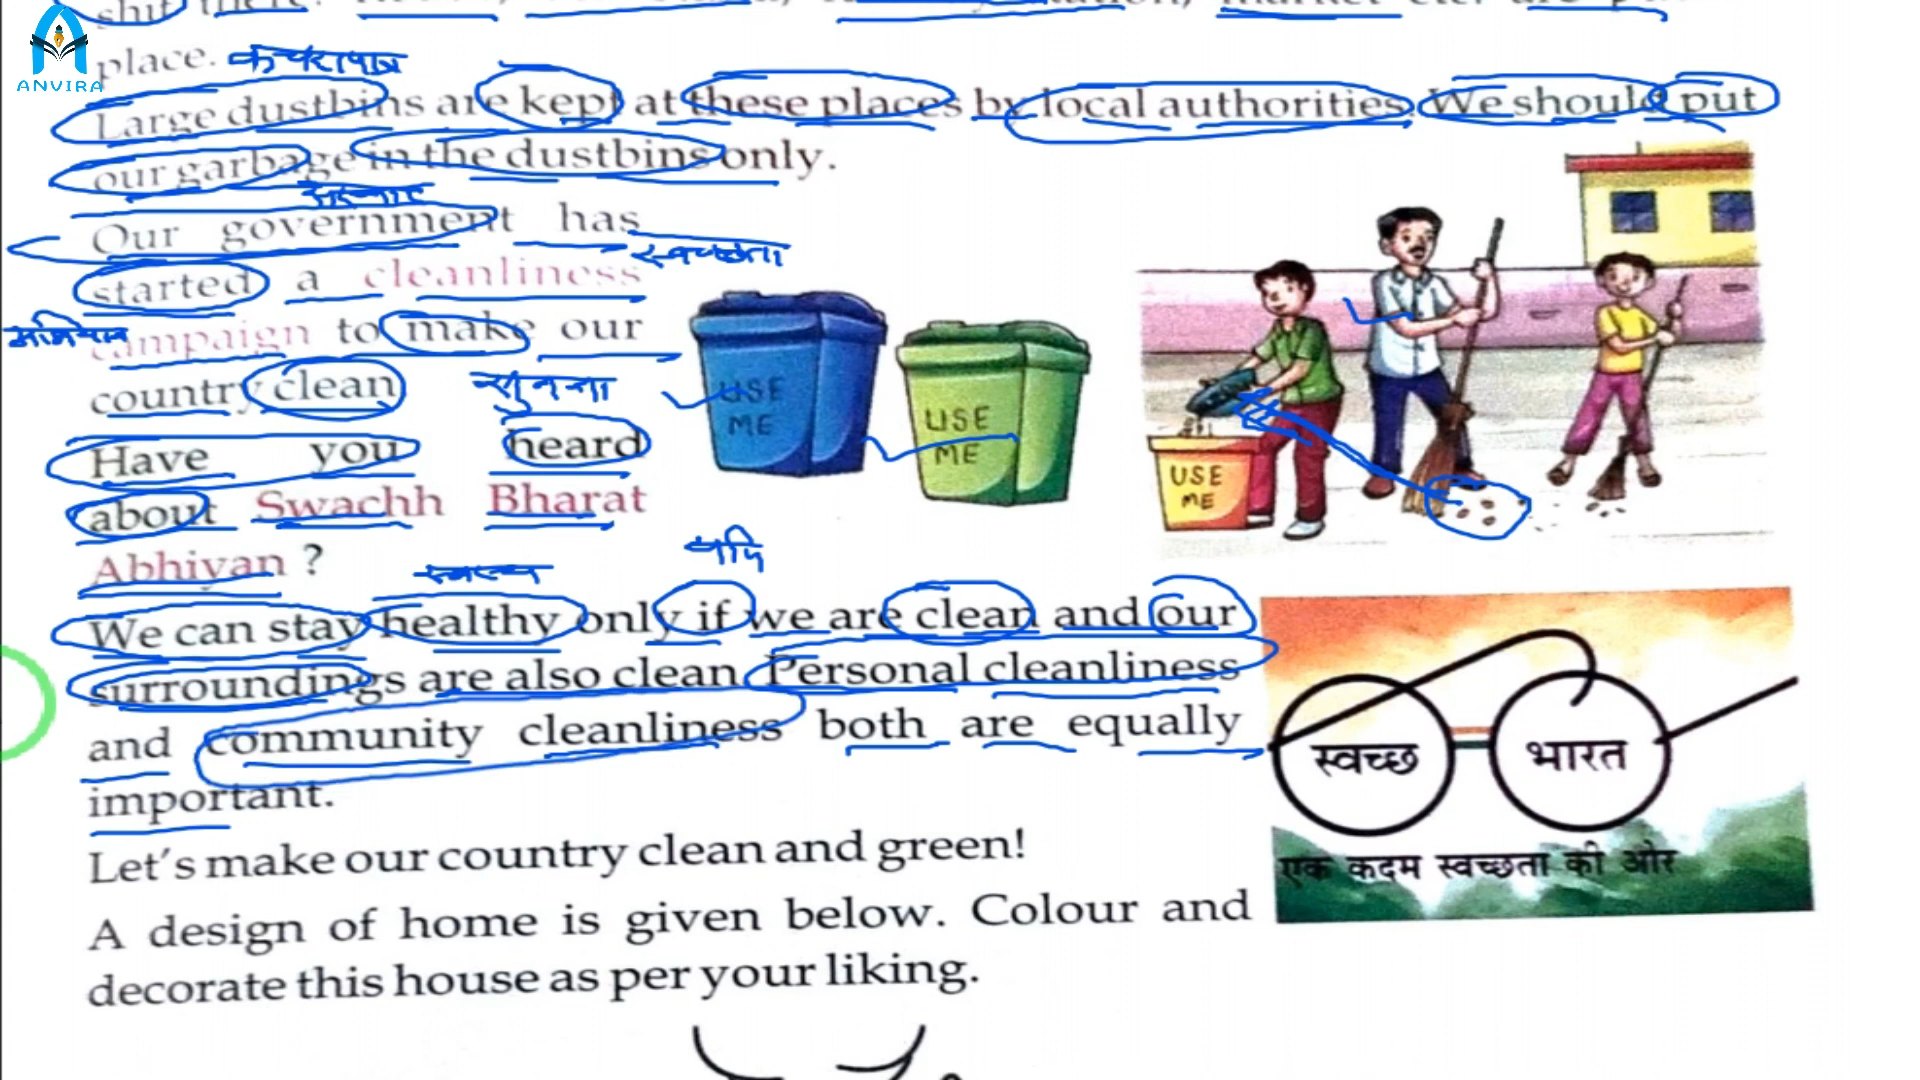 ANVIRA
place. कचरापात्र
Large dustbins are kept at these places by local authorities. We should put
our garbage in the dustbins only.
सरकार
Our government has
स्वच्छता
started a cleanliness
campaign to make our
country clean
सुनना
Have you heard
about Swachh Bharat
Abhiyan ?
USE
ME
USE
ME
USE
ME
यदि
स्वस्थ
We can stay healthy only if we are clean and our
surroundings are also clean. Personal cleanliness
and community cleanliness both are equally
important.
स्वच्छ भारत
एक कदम स्वच्छता की ओर
Let's make our country clean and green!
A design of home is given below. Colour and
decorate this house as per your liking.